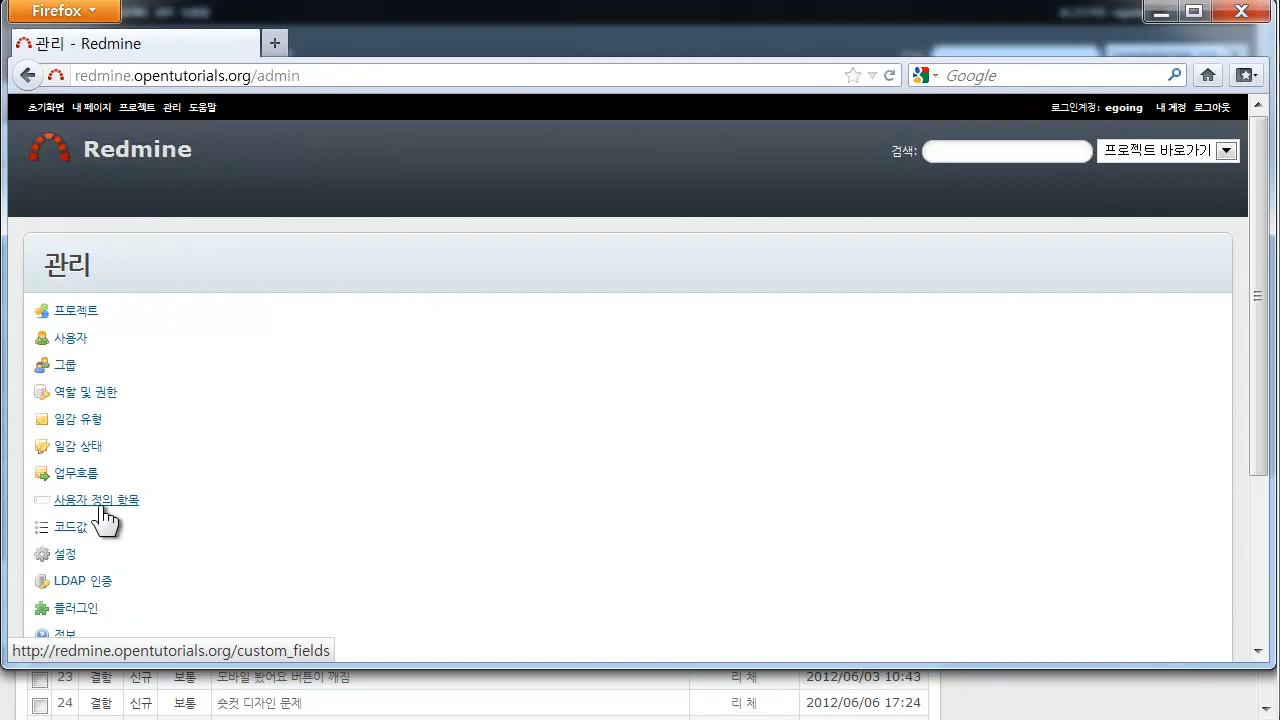 Firefox
관리 - Redmine
redmine.opentutorials.org/admin
Google
초기화면 내 페이지 프로젝트 관리 도움말
로그인계정: egoing 내 계정 로그아웃
Redmine
검색:
프로젝트 바로가기
관리
프로젝트
사용자
그룹
역할 및 권한
일감 유형
일감 상태
업무흐름
사용자 정의 항목
코드값
설정
LDAP 인증
플러그인
정보
http://redmine.opentutorials.org/custom_fields
23 결함 신규 보통 모바일 봤어요 버튼이 깨짐 리 체 2012/06/03 10:43
24 결함 신규 보통 숏컷 디자인 문제 리 체 2012/06/06 17:24